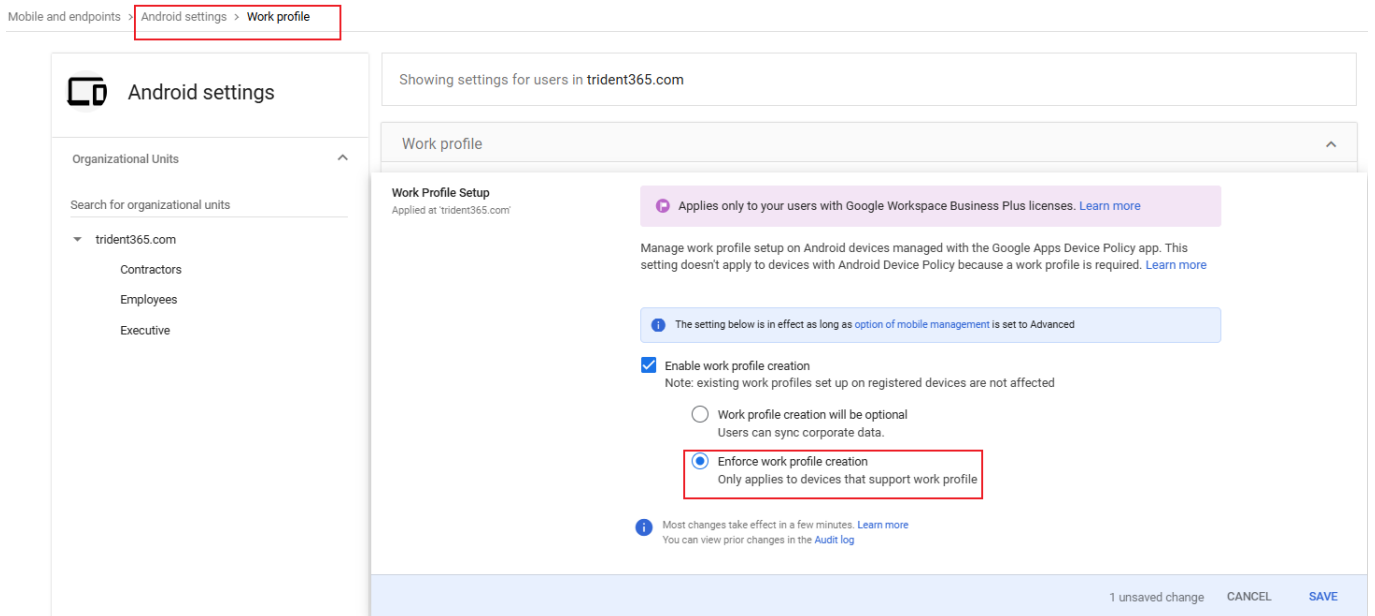 Mobile and endpoints > Android settings > Work profile
Android settings
Organizational Units
Search for organizational units
trident365.com
Contractors
Employees
Executive
Showing settings for users in trident365.com
Work profile
Work Profile Setup
Applied at 'trident365.com'
Applies only to your users with Google Workspace Business Plus licenses. Learn more
Manage work profile setup on Android devices managed with the Google Apps Device Policy app. This
setting doesn't apply to devices with Android Device Policy because a work profile is required. Learn more
The setting below is in effect as long as option of mobile management is set to Advanced
Enable work profile creation
Note: existing work profiles set up on registered devices are not affected
Work profile creation will be optional
Users can sync corporate data.
Enforce work profile creation
Only applies to devices that support work profile
Most changes take effect in a few minutes. Learn more
You can view prior changes in the Audit log
1 unsaved change CANCEL SAVE